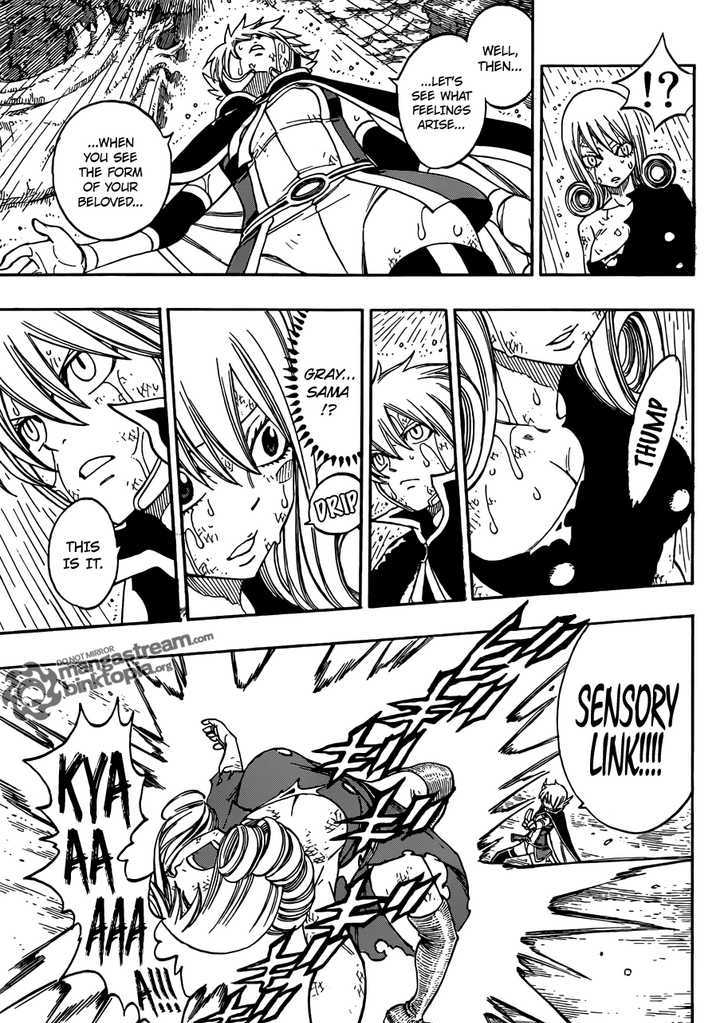 !?
WELL,
THEN...
...LET'S
SEE WHAT
FEELINGS
ARISE...
...WHEN
YOU SEE
THE FORM
OF YOUR
BELOVED...
THUMP
DRIP
GRAY...
SAMA
!?
THIS
IS IT.
SENSORY
LINK!!!!
KYA
AA
AAA
A!!!
DO NOT MIRROR
mangastream.com
binktopia.org